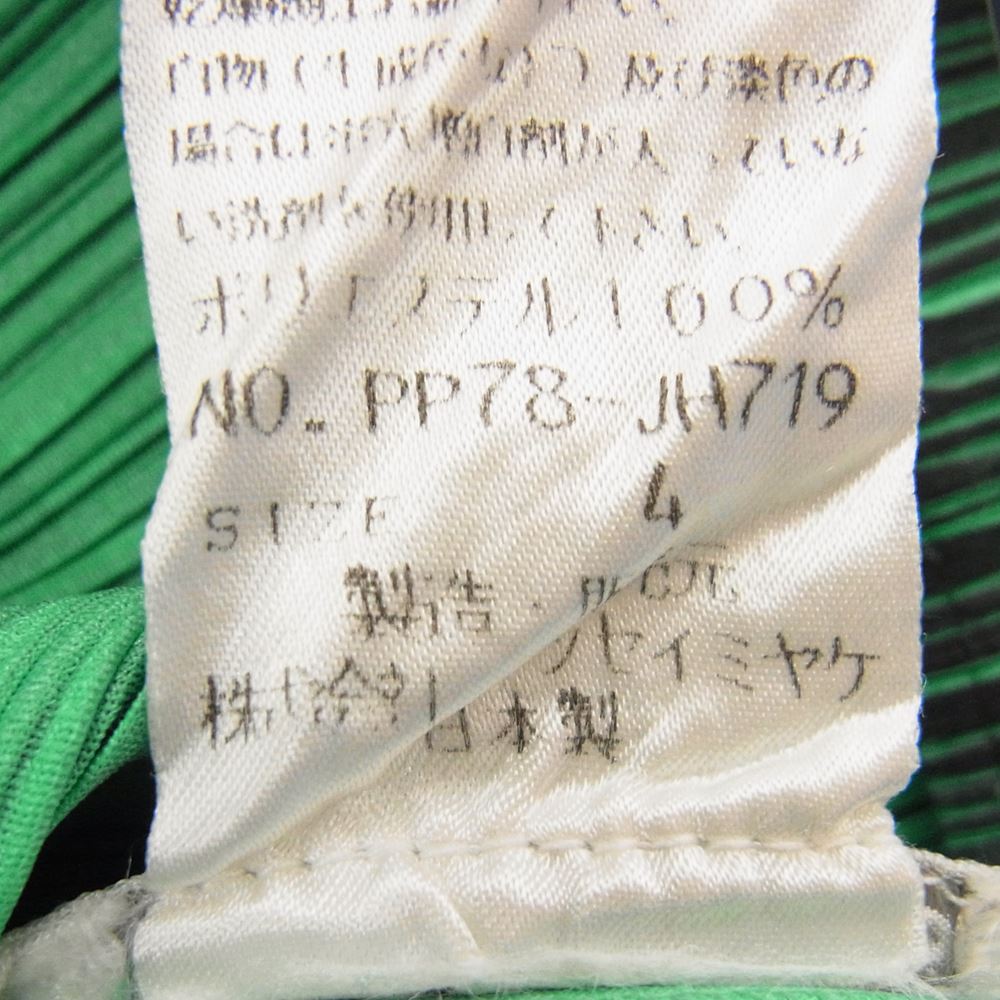 白物(生成り) 及び染色の
場合は蛍光増白剤が入っていな
い洗剤を使用して下さい
ポリエステル100%
NO. PP78-JH719
SIZE 4
製造・販売元
株式会社 イッセイミヤケ
日本製